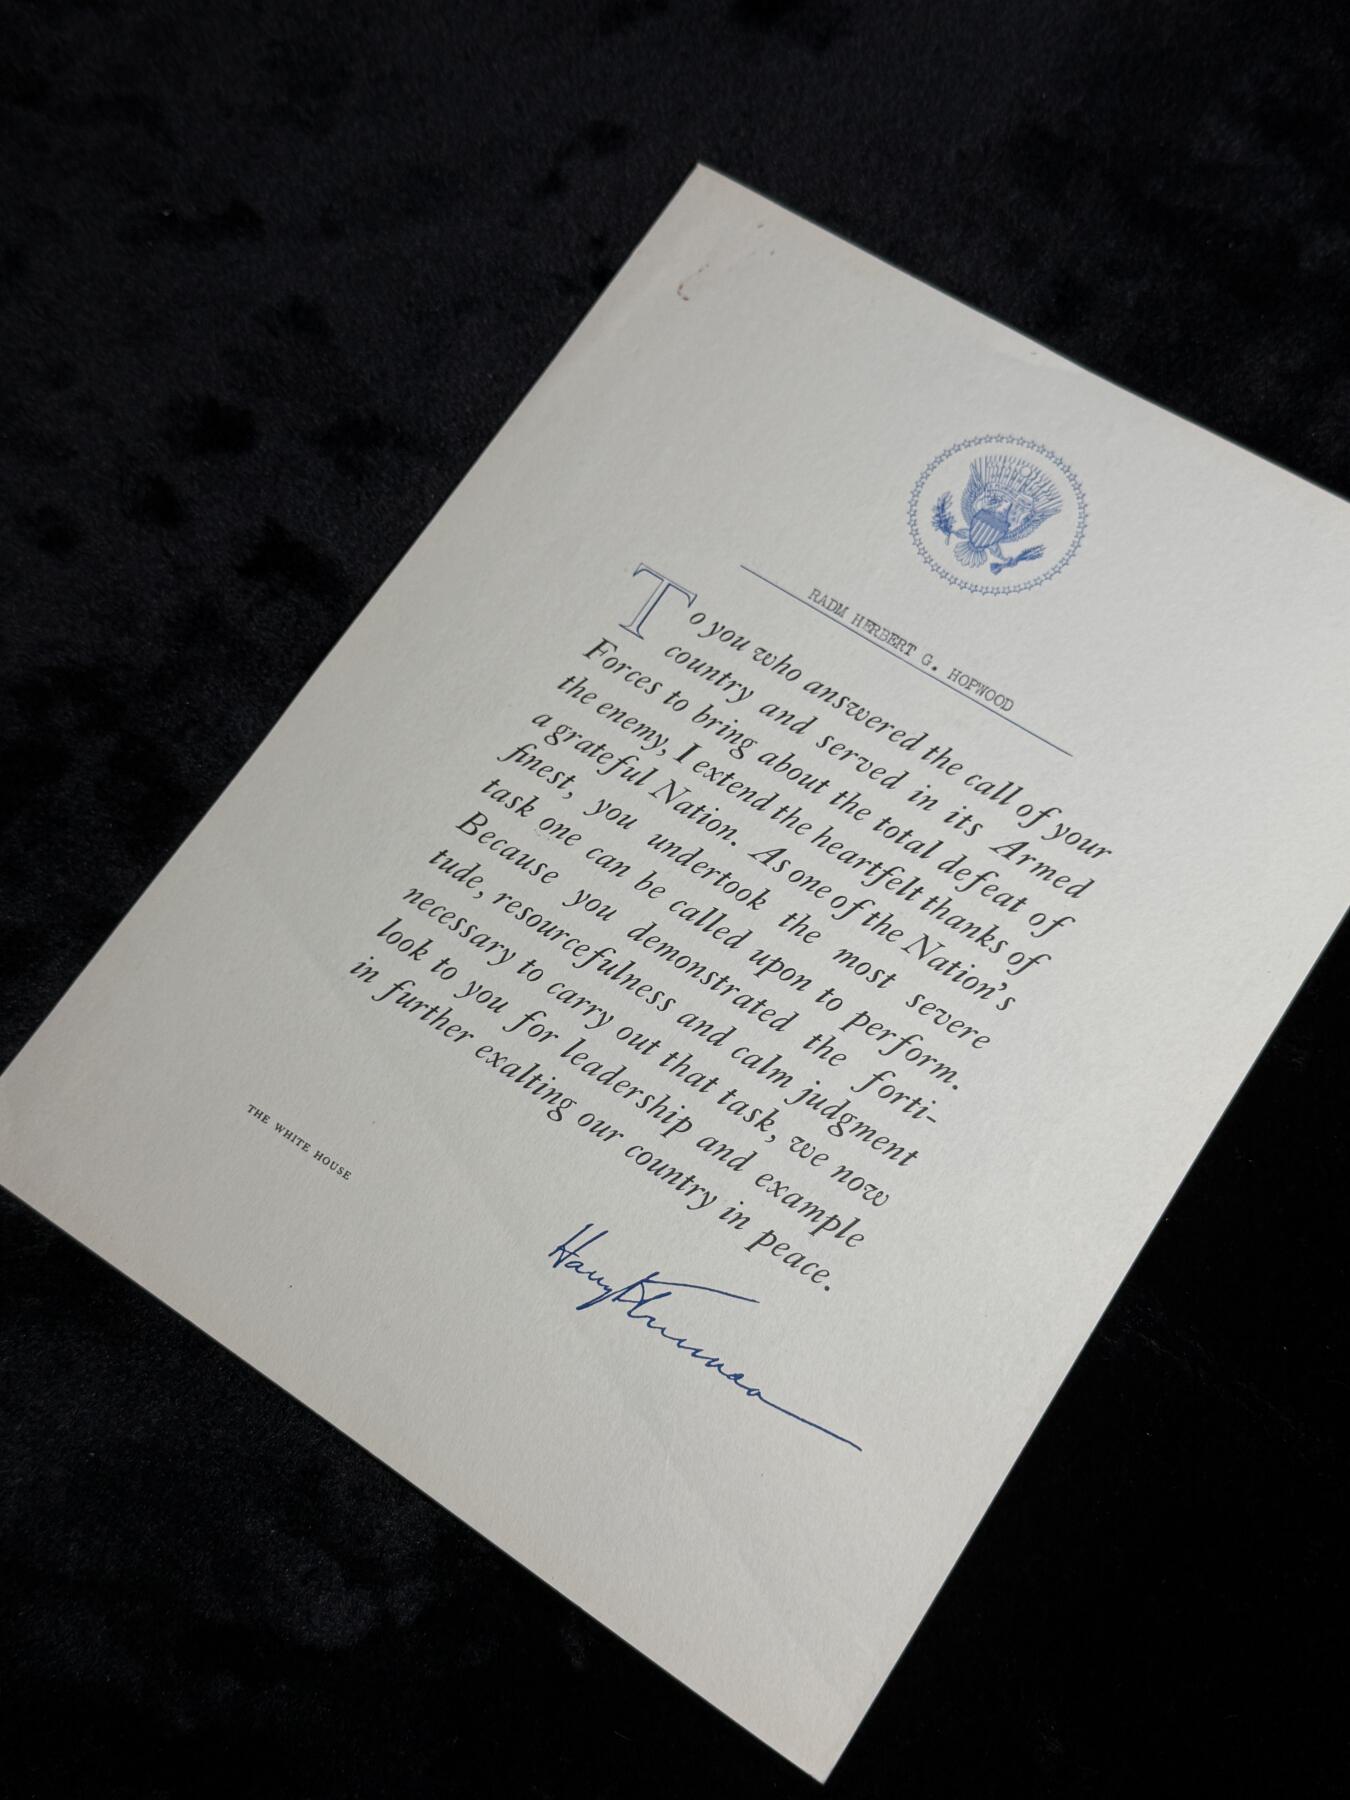 RADM HERBERT G. HOPWOOD
To you who answered the call of your
country and served in its Armed
Forces to bring about the total defeat of
the enemy, I extend the heartfelt thanks of
a grateful Nation. As one of the Nation's
finest, you undertook the most severe
task one can be called upon to perform.
Because you demonstrated the forti-
tude, resourcefulness and calm judgment
necessary to carry out that task, we now
look to you for leadership and example
in further exalting our country in peace.
Harry Truman
THE WHITE HOUSE